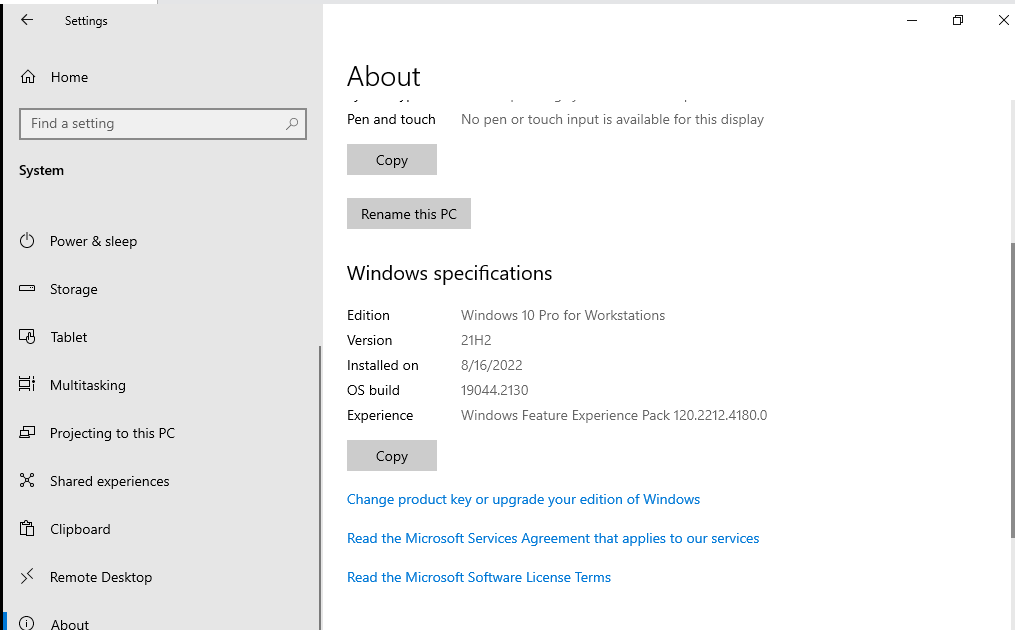 Settings
Home
Find a setting
System
Power & sleep
Storage
Tablet
Multitasking
Projecting to this PC
Shared experiences
Clipboard
Remote Desktop
About
About
Pen and touch No pen or touch input is available for this display
Copy
Rename this PC
Windows specifications
Edition Windows 10 Pro for Workstations
Version 21H2
Installed on 8/16/2022
OS build 19044.2130
Experience Windows Feature Experience Pack 120.2212.4180.0
Copy
Change product key or upgrade your edition of Windows
Read the Microsoft Services Agreement that applies to our services
Read the Microsoft Software License Terms